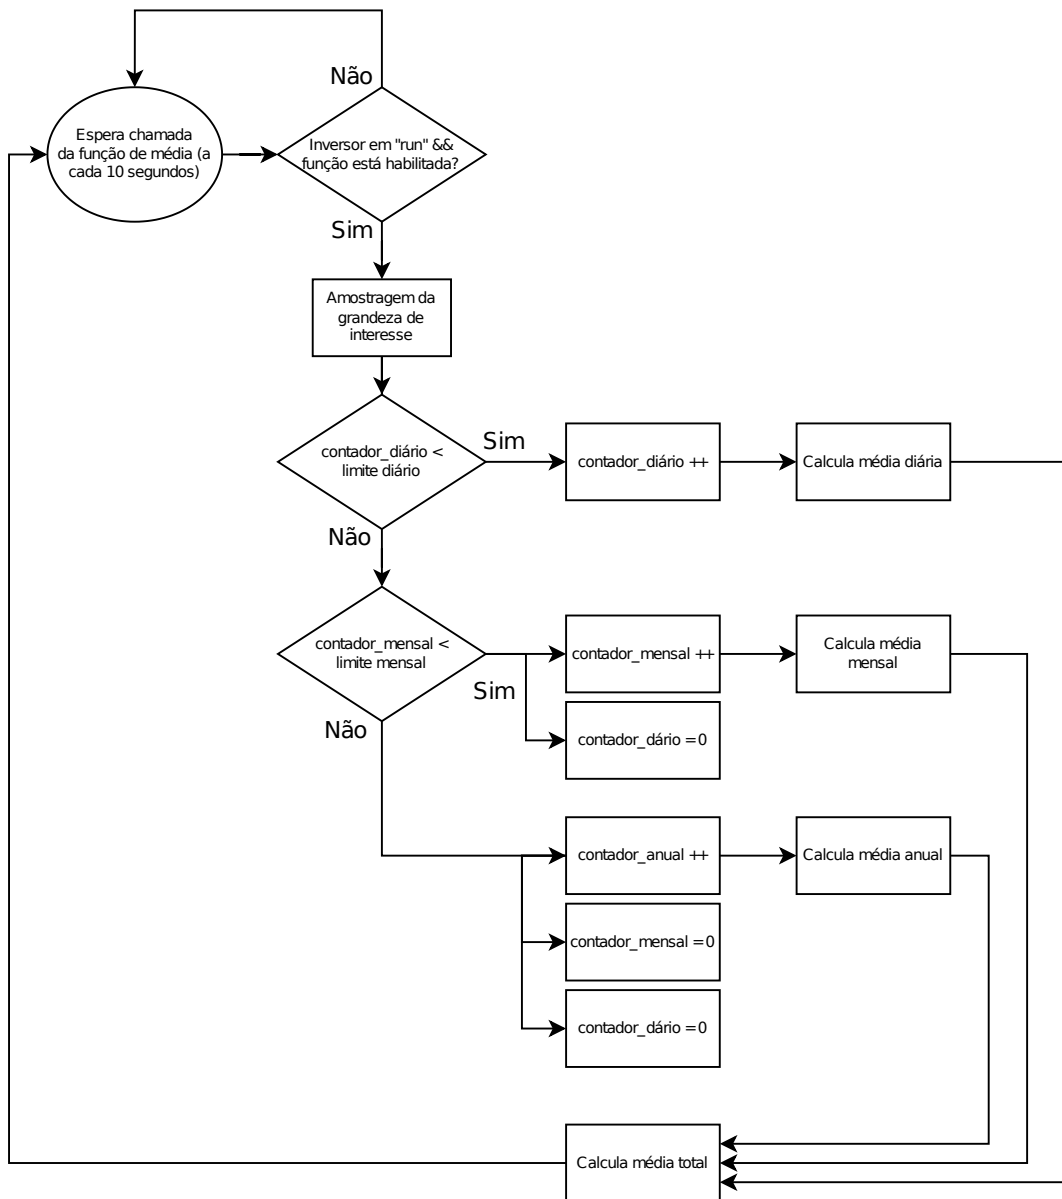 Não
Espera chamada
da função de média (a
cada 10 segundos)
Inversor em "run" &&
função está habilitada?
Sim
Amostragem da
grandeza de
interesse
contador_diário <
limite diário
Sim
contador_diário ++
Calcula média diária
Não
contador_mensal <
limite mensal
Sim
contador_mensal ++
Calcula média
mensal
contador_dário = 0
Não
contador_anual ++
Calcula média anual
contador_mensal = 0
contador_dário = 0
Calcula média total